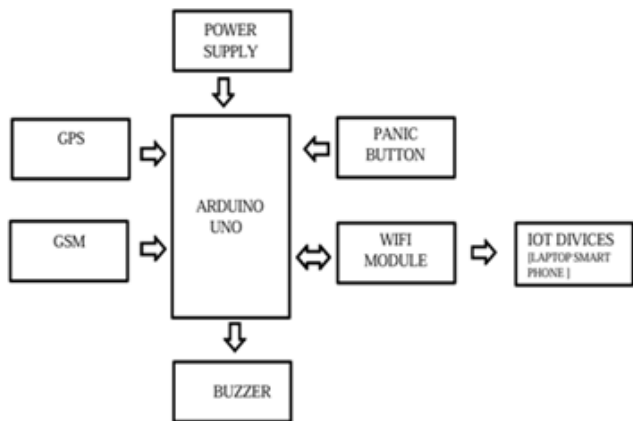 POWER
SUPPLY
GPS
PANIC
BUTTON
ARDUINO
UNO
GSM
WIFI
MODULE
IOT DIVICES
[LAPTOP SMART
PHONE ]
BUZZER